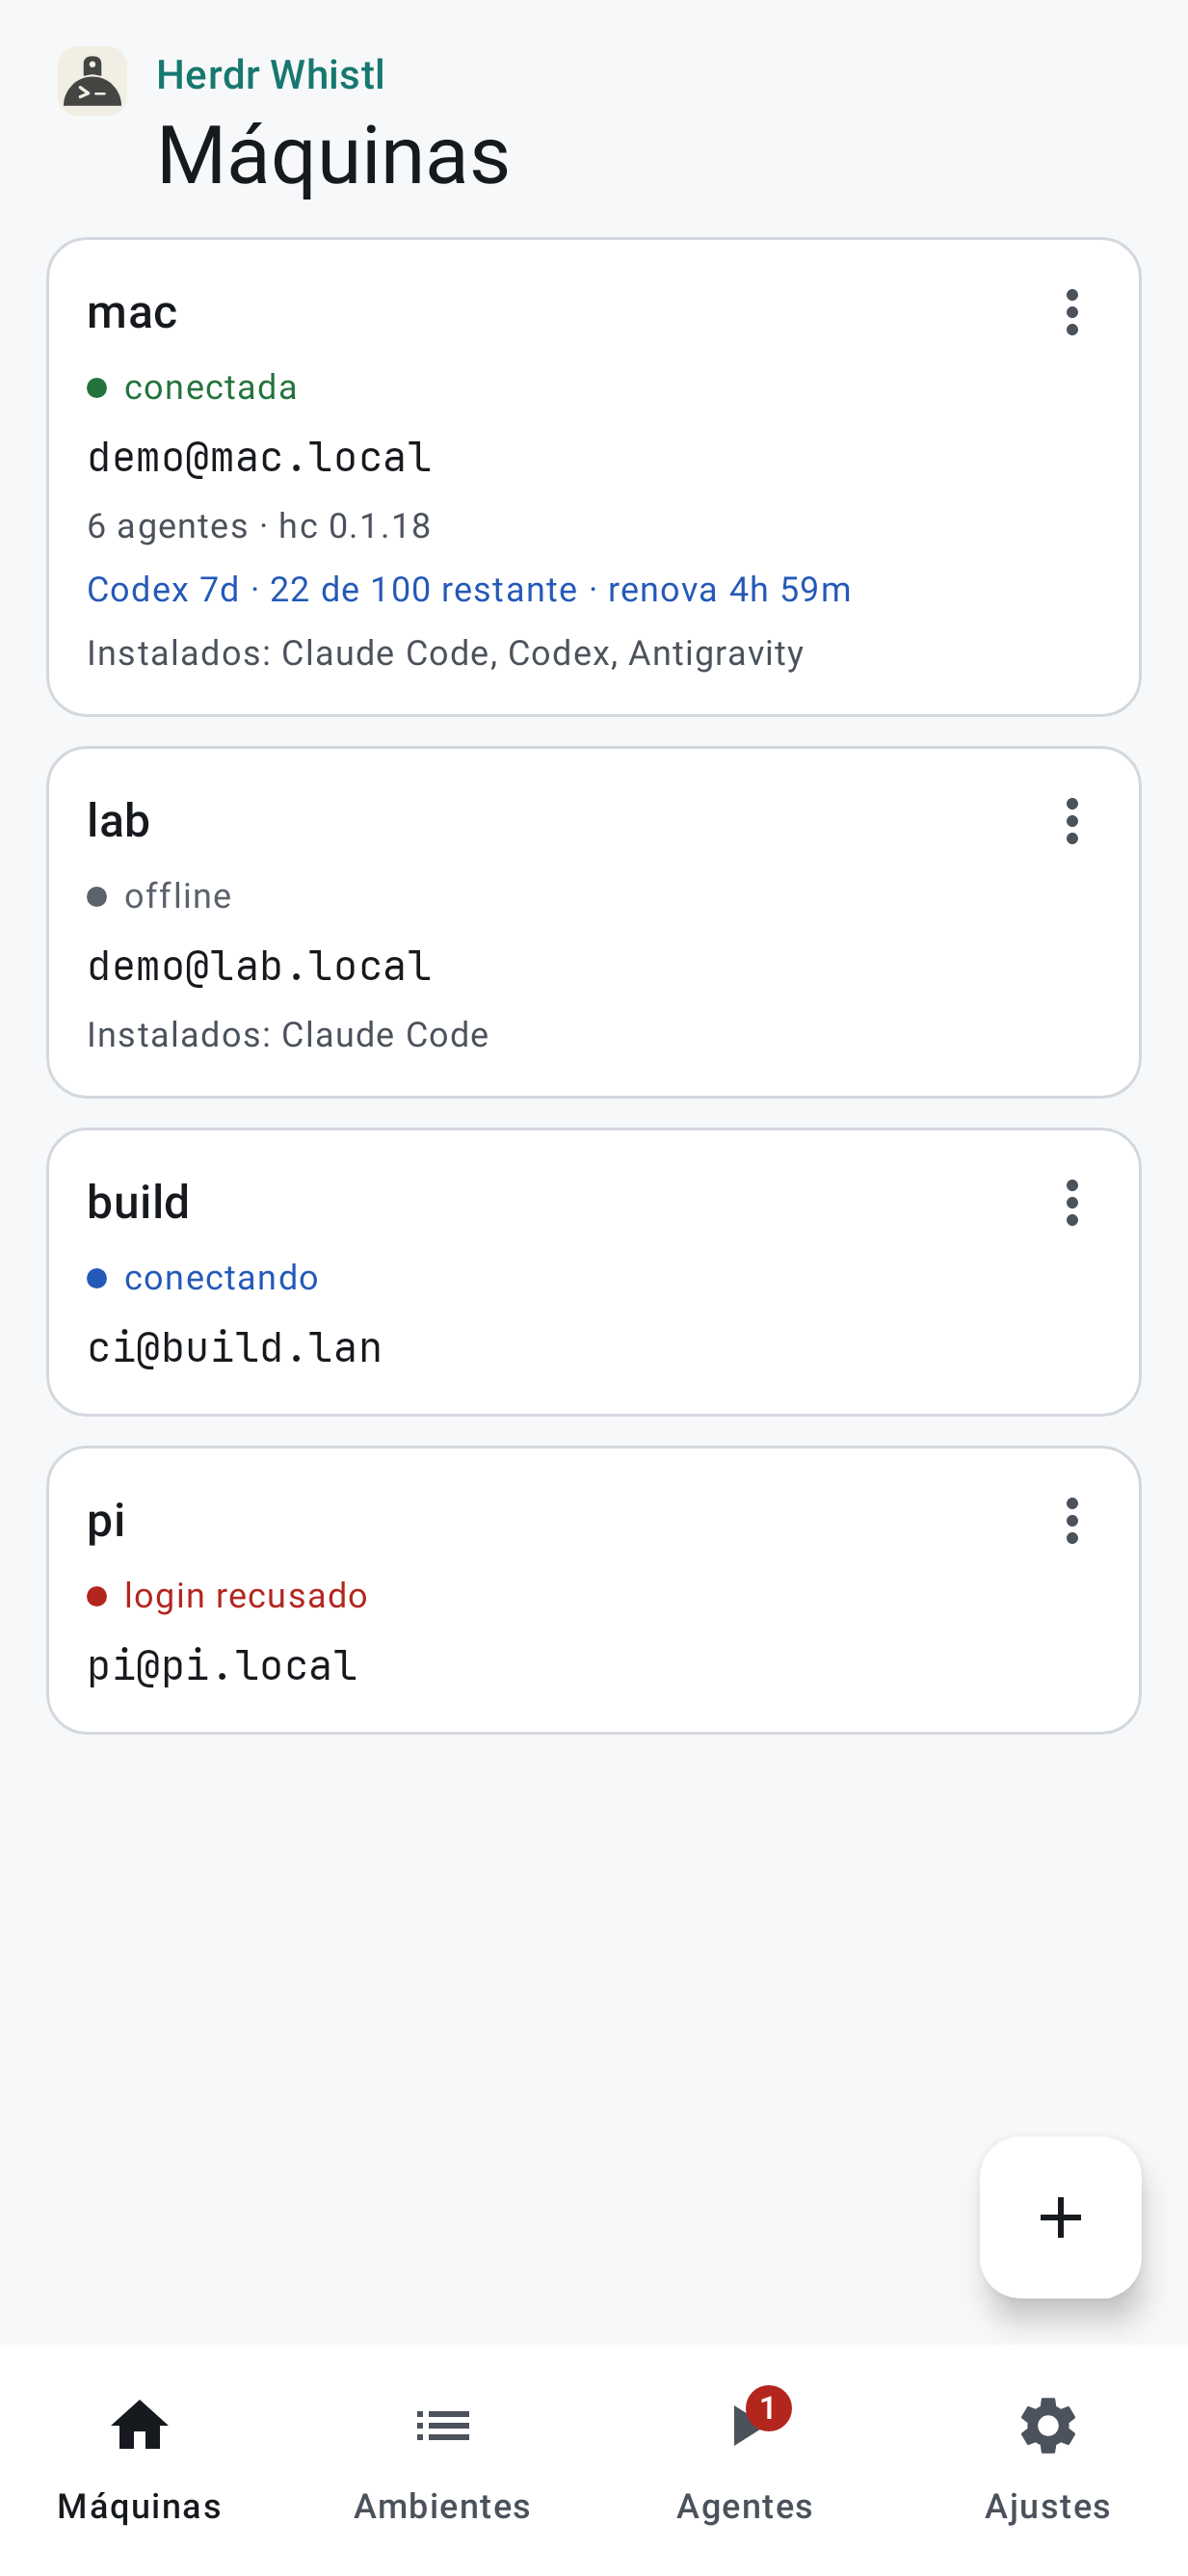 >_
Herdr Whistl
Máquinas
mac
conectada
demo@mac.local
6 agentes · hc 0.1.18
Codex 7d · 22 de 100 restante · renova 4h 59m
Instalados: Claude Code, Codex, Antigravity
lab
offline
demo@lab.local
Instalados: Claude Code
build
conectando
ci@build.lan
pi
login recusado
pi@pi.local
1
Máquinas
Ambientes
Agentes
Ajustes